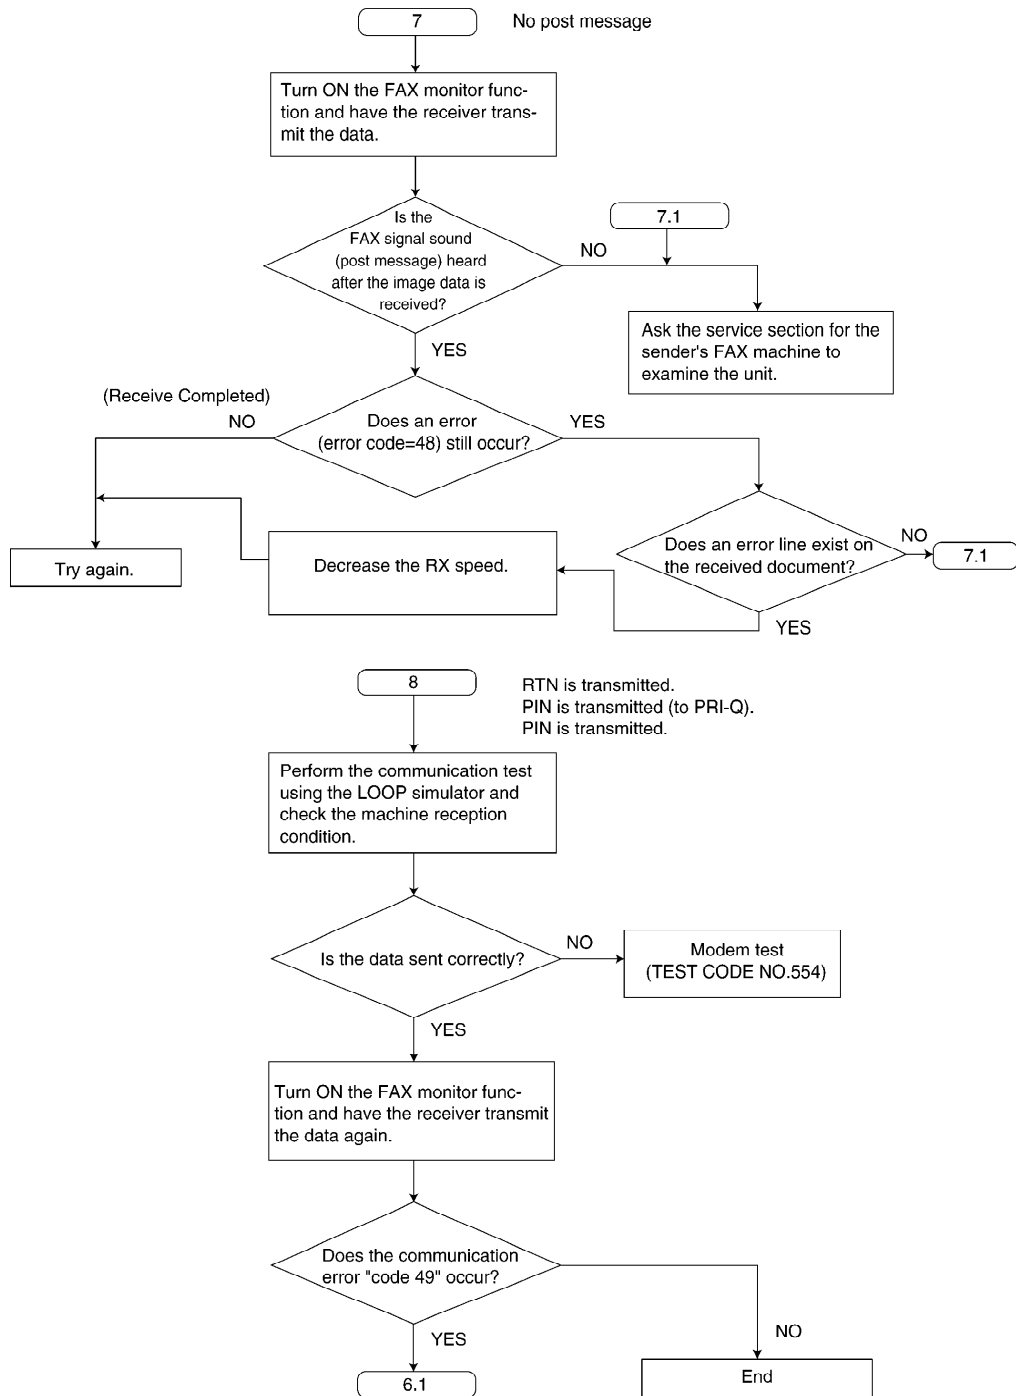 7
No post message
Turn ON the FAX monitor func-
tion and have the receiver trans-
mit the data.
Is the
FAX signal sound
(post message) heard
after the image data is
received?
7.1
NO
Ask the service section for the
sender's FAX machine to
examine the unit.
YES
(Receive Completed)
NO
Does an error
(error code=48) still occur?
YES
Does an error line exist on
the received document?
NO
7.1
YES
Decrease the RX speed.
Try again.
8
RTN is transmitted.
PIN is transmitted (to PRI-Q).
PIN is transmitted.
Perform the communication test
using the LOOP simulator and
check the machine reception
condition.
Is the data sent correctly?
NO
Modem test
(TEST CODE NO.554)
YES
Turn ON the FAX monitor func-
tion and have the receiver transmit
the data again.
Does the communication
error "code 49" occur?
NO
YES
6.1
End